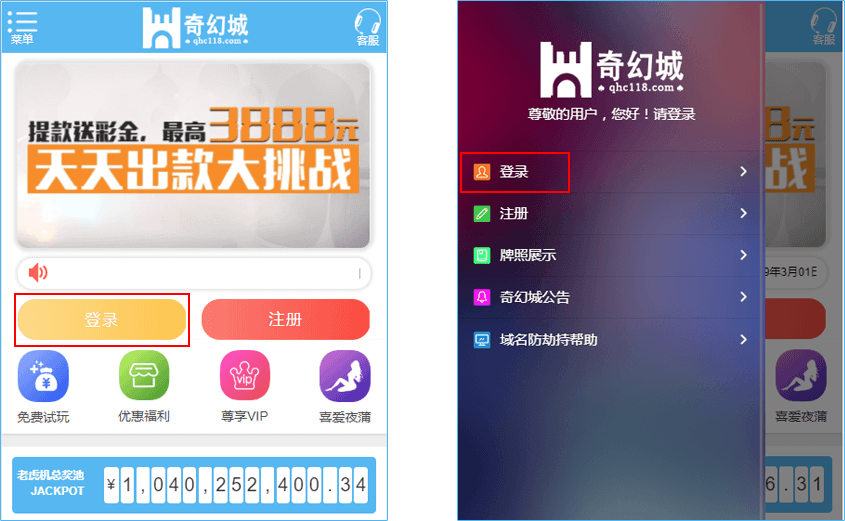 菜单
奇幻城
qhc118.com
客服
提款送彩金，最高3888元
天天出款大挑战
登录
注册
免费试玩
优惠福利
尊享VIP
喜爱夜蒲
老虎机总奖池
JACKPOT
¥1,040,252,400.34
奇幻城
qhc118.com
尊敬的用户，您好！请登录
登录
注册
牌照展示
奇幻城公告
域名防劫持帮助
客服
元
战
9年3月01日
喜爱夜蒲
6.31